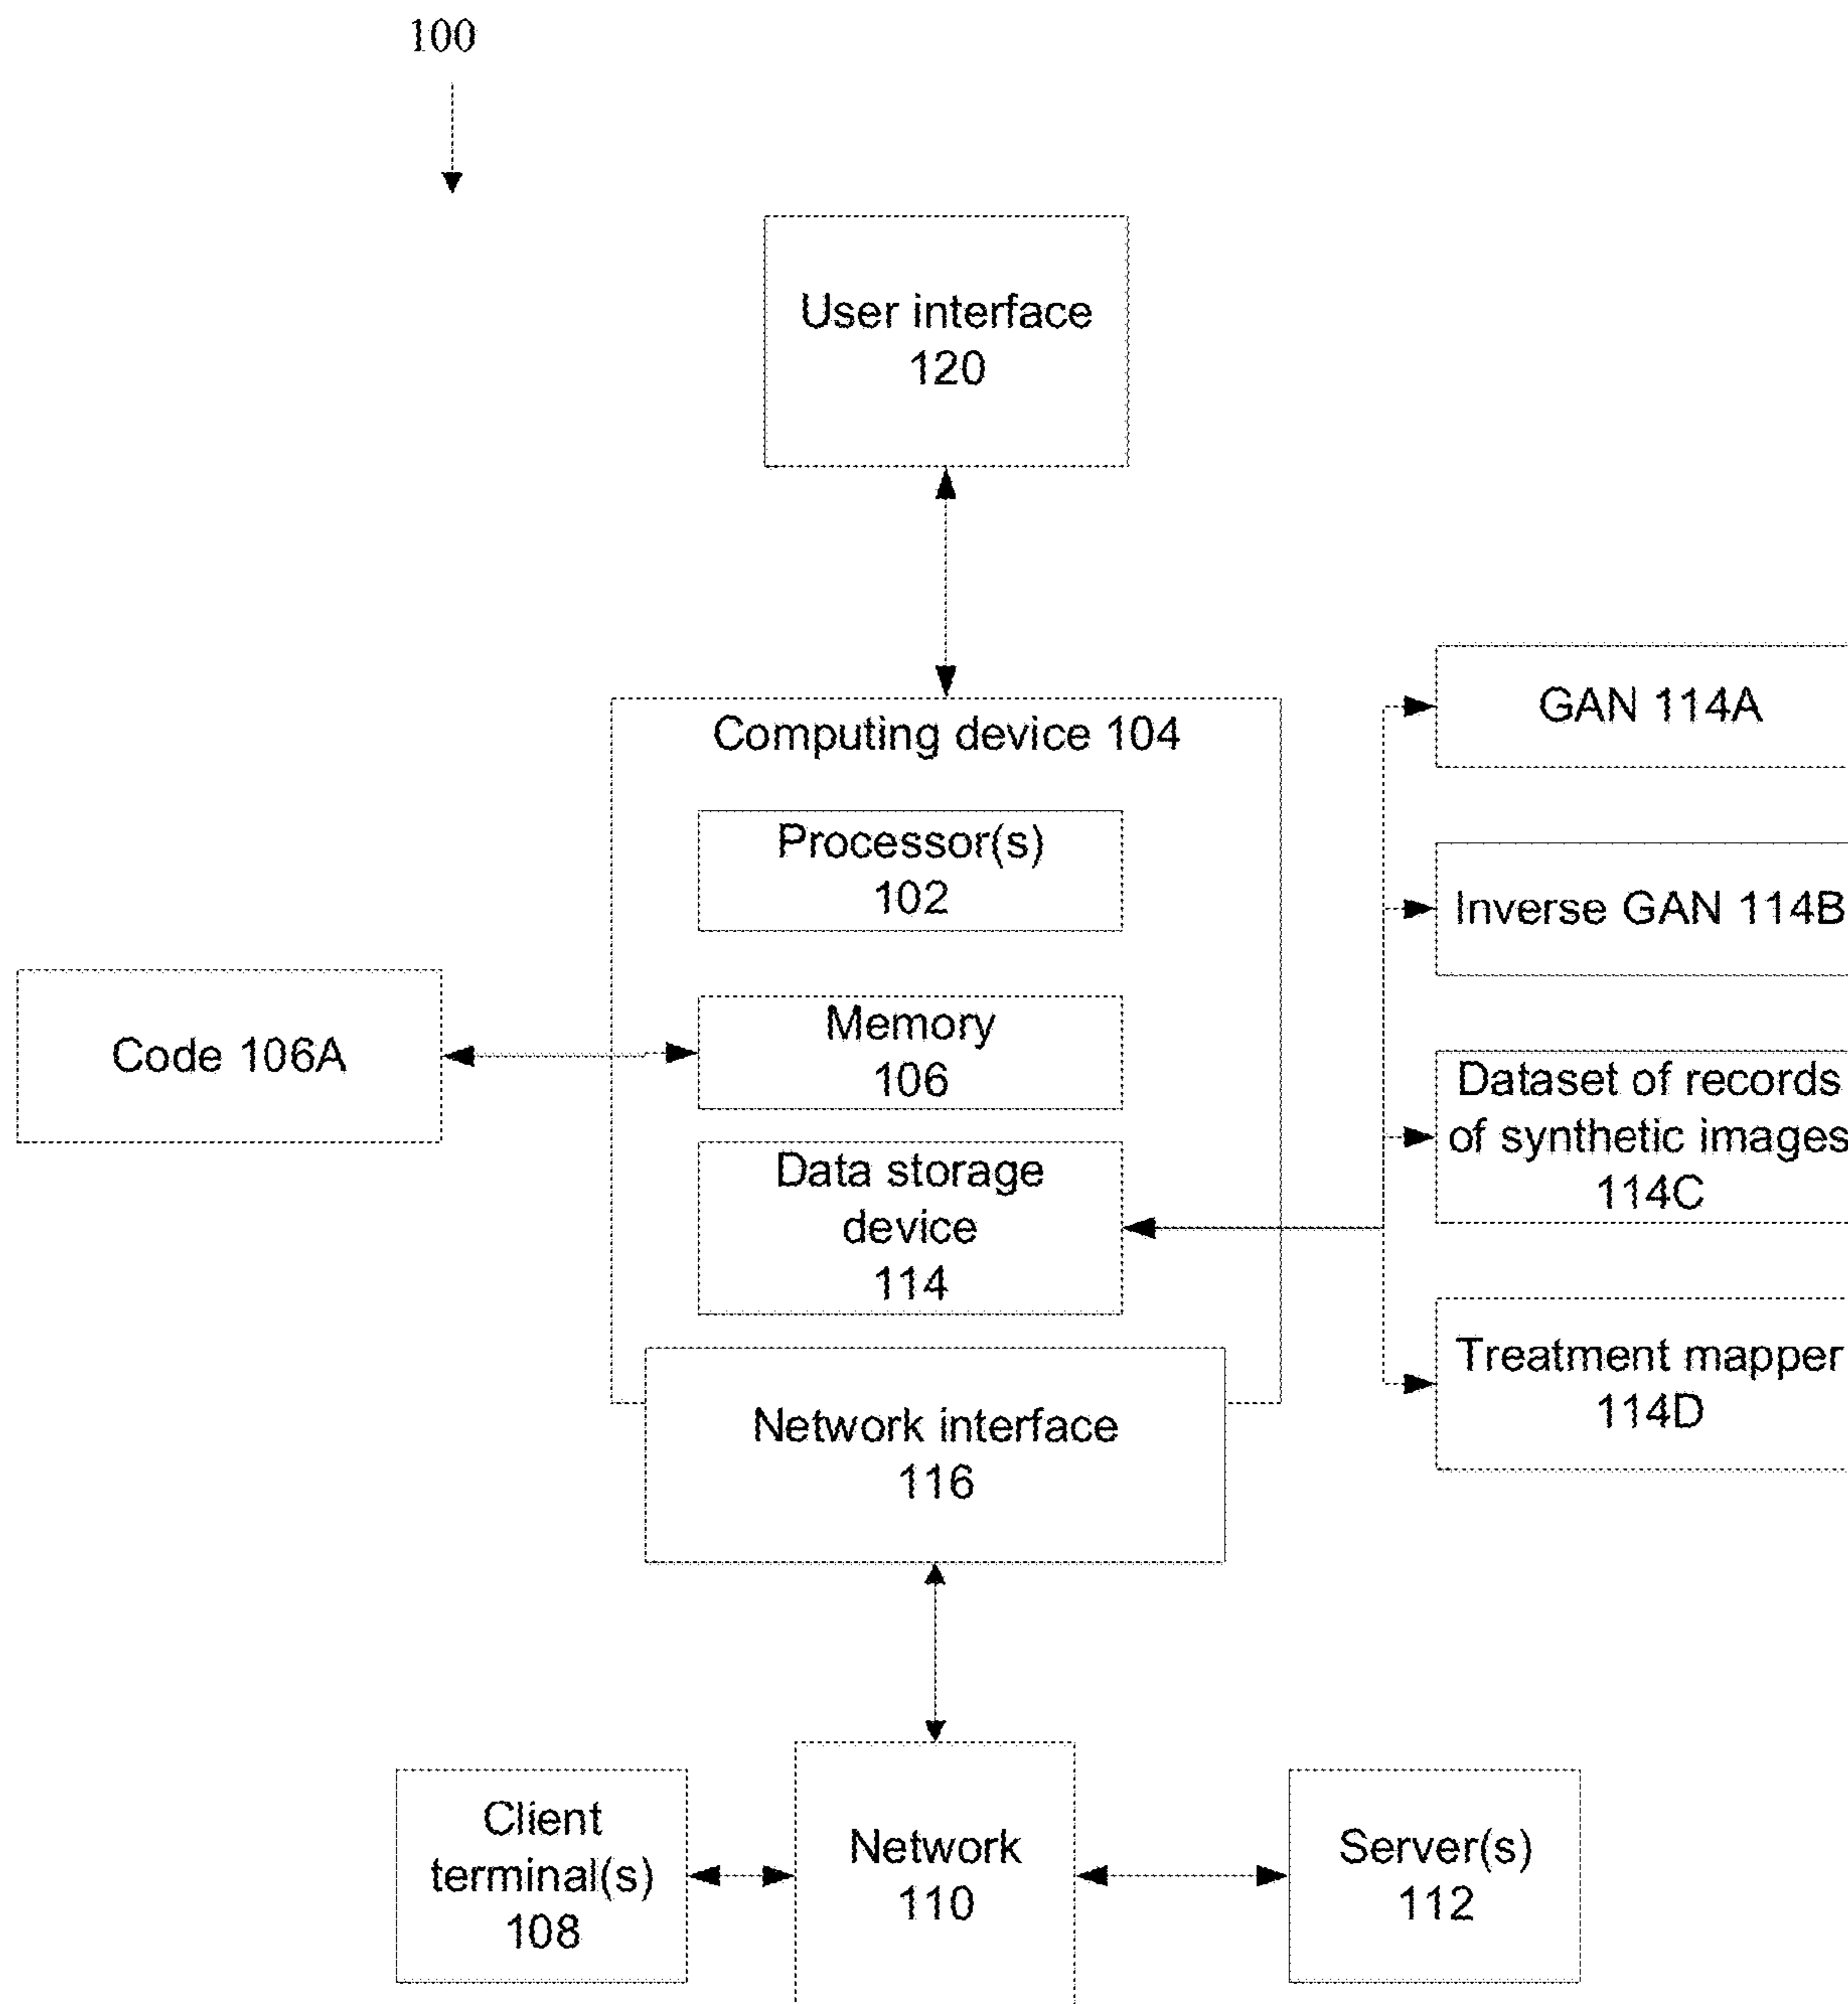 100
User interface
120
Computing device 104
Processor(s)
102
Memory
106
Data storage
device
114
Network interface
116
Code 106A
GAN 114A
Inverse GAN 114B
Dataset of records
of synthetic images
114C
Treatment mapper
114D
Client
terminal(s)
108
Network
110
Server(s)
112